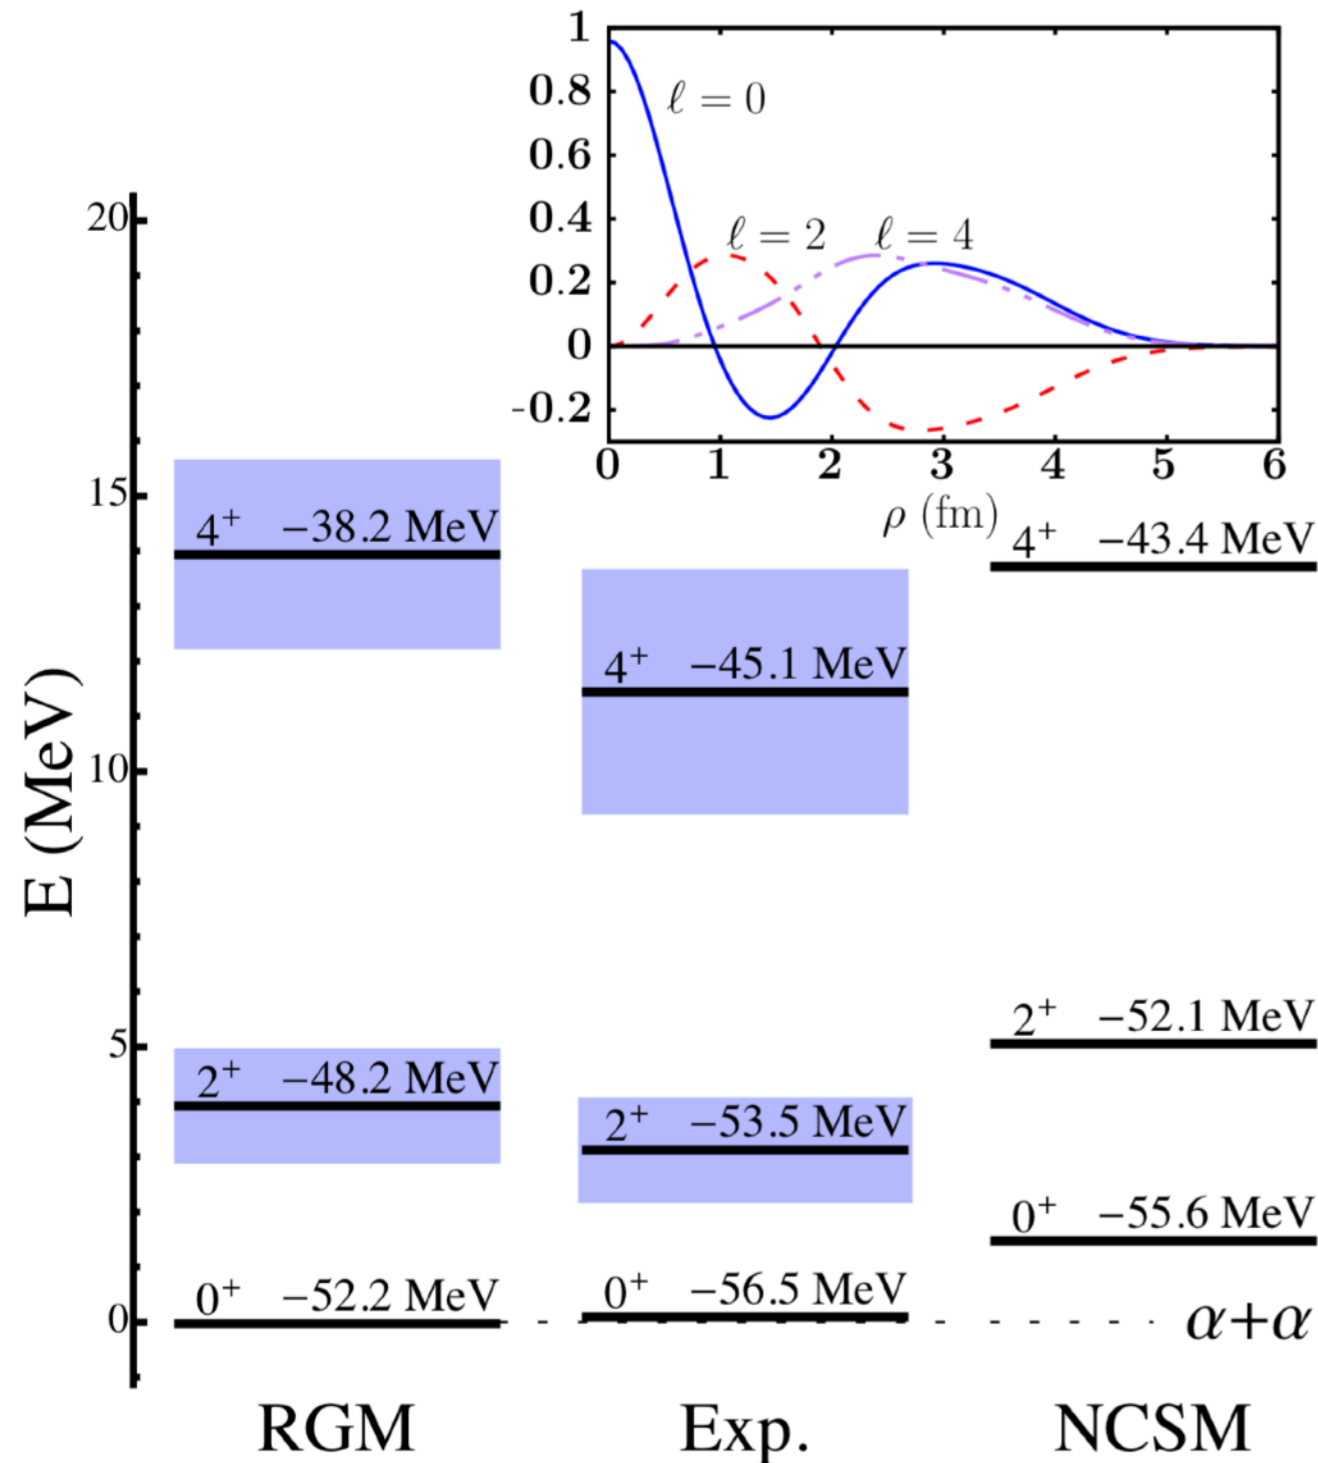 1
0.8
ℓ = 0
0.6
0.4
ℓ = 2
ℓ = 4
0.2
0
-0.2
0 1 2 3 4 5 6
ρ (fm)
20
15
10
5
0
E (MeV)
4⁺ −38.2 MeV
2⁺ −48.2 MeV
0⁺ −52.2 MeV
RGM
4⁺ −45.1 MeV
2⁺ −53.5 MeV
0⁺ −56.5 MeV
Exp.
4⁺ −43.4 MeV
2⁺ −52.1 MeV
0⁺ −55.6 MeV
α+α
NCSM